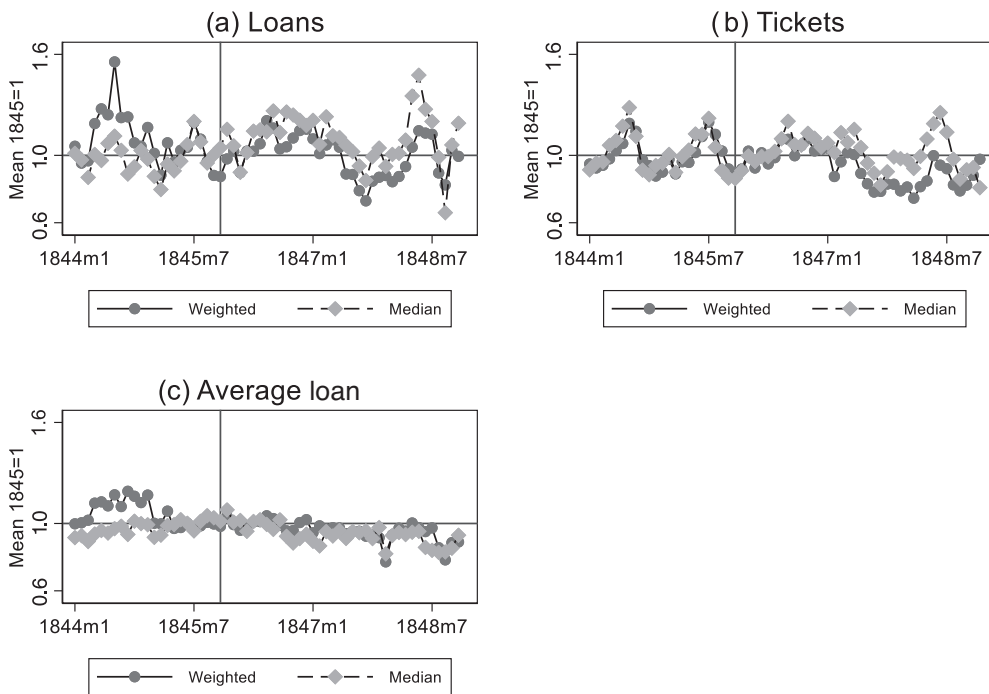 (a) Loans
Mean 1845=1
1.6
1.0
0.6
1844m1 1845m7 1847m1 1848m7
Weighted Median
(b) Tickets
Mean 1845=1
1.6
1.0
0.6
1844m1 1845m7 1847m1 1848m7
Weighted Median
(c) Average loan
Mean 1845=1
1.6
1.0
0.6
1844m1 1845m7 1847m1 1848m7
Weighted Median